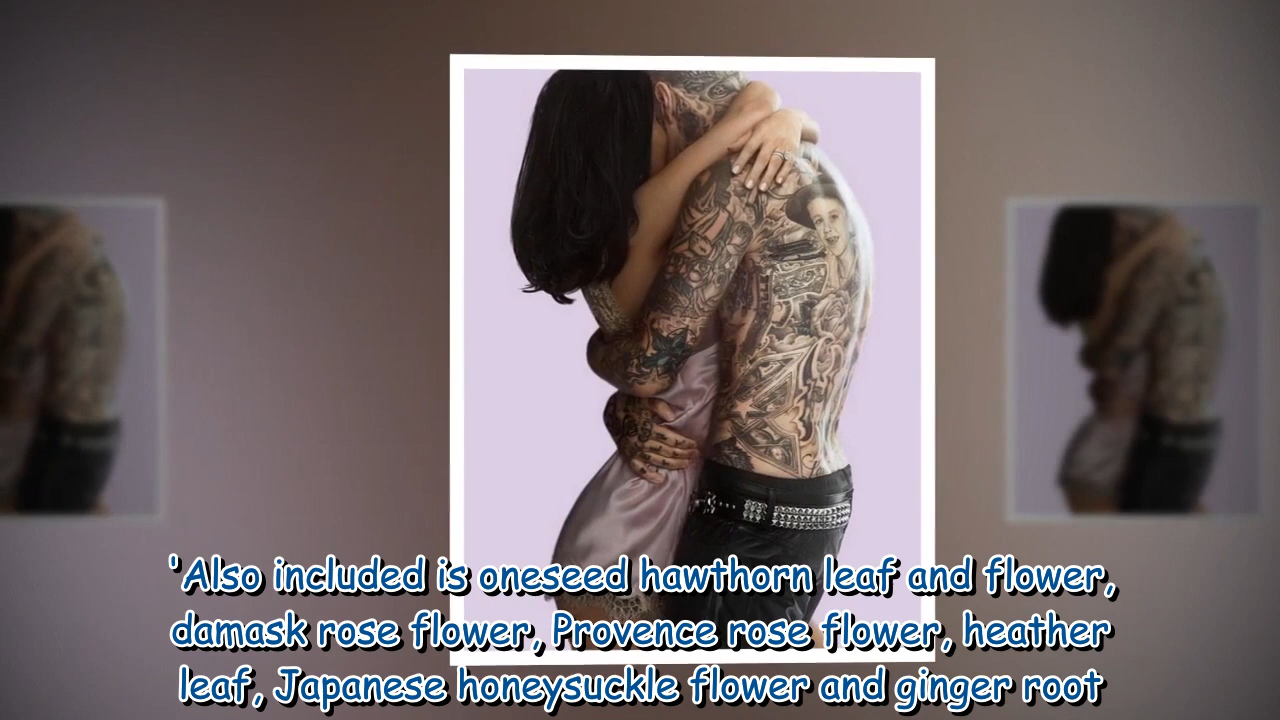 'Also included is oneseed hawthorn leaf and flower,
damask rose flower, Provence rose flower, heather
leaf, Japanese honeysuckle flower and ginger root